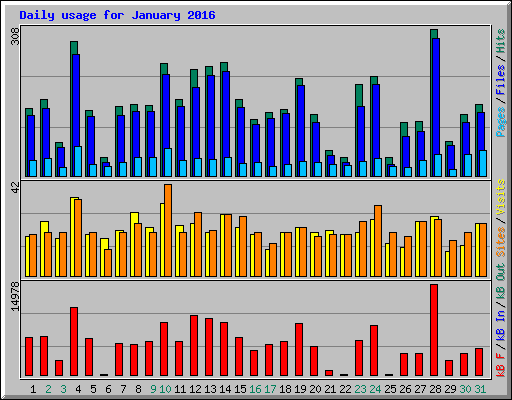 Daily usage for January 2016
308
Pages / Files / Hits
42
Sites / Visits
14978
kB F / kB In / kB Out
1 2 3 4 5 6 7 8 9 10 11 12 13 14 15 16 17 18 19 20 21 22 23 24 25 26 27 28 29 30 31